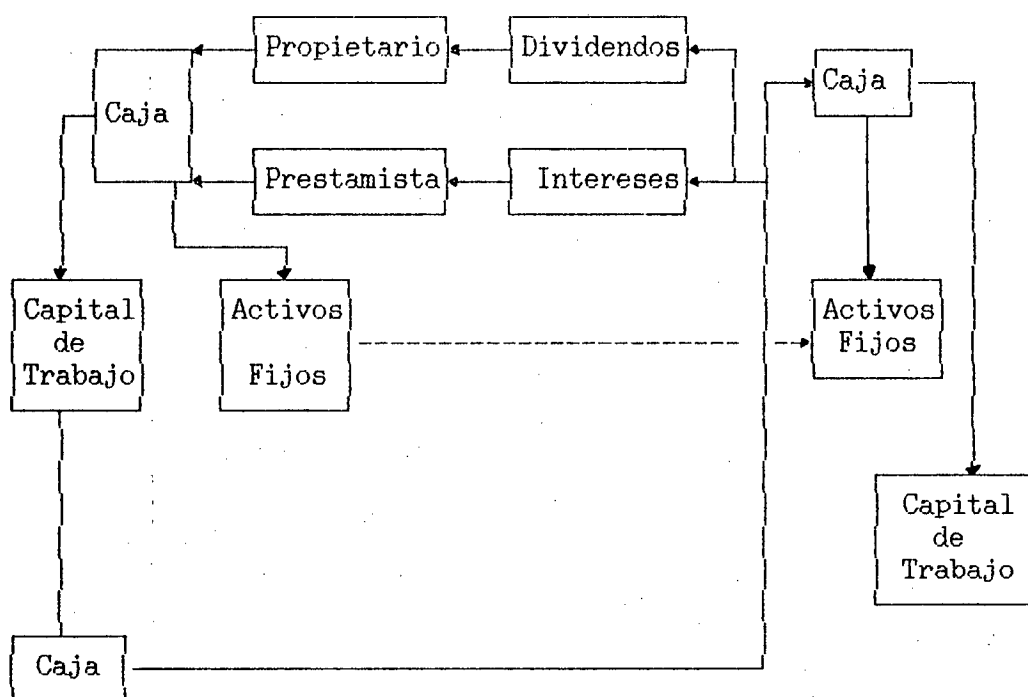 Propietario
Dividendos
Caja
Caja
Prestamista
Intereses
Capital
de
Trabajo
Activos
Fijos
Activos
Fijos
Capital
de
Trabajo
Caja